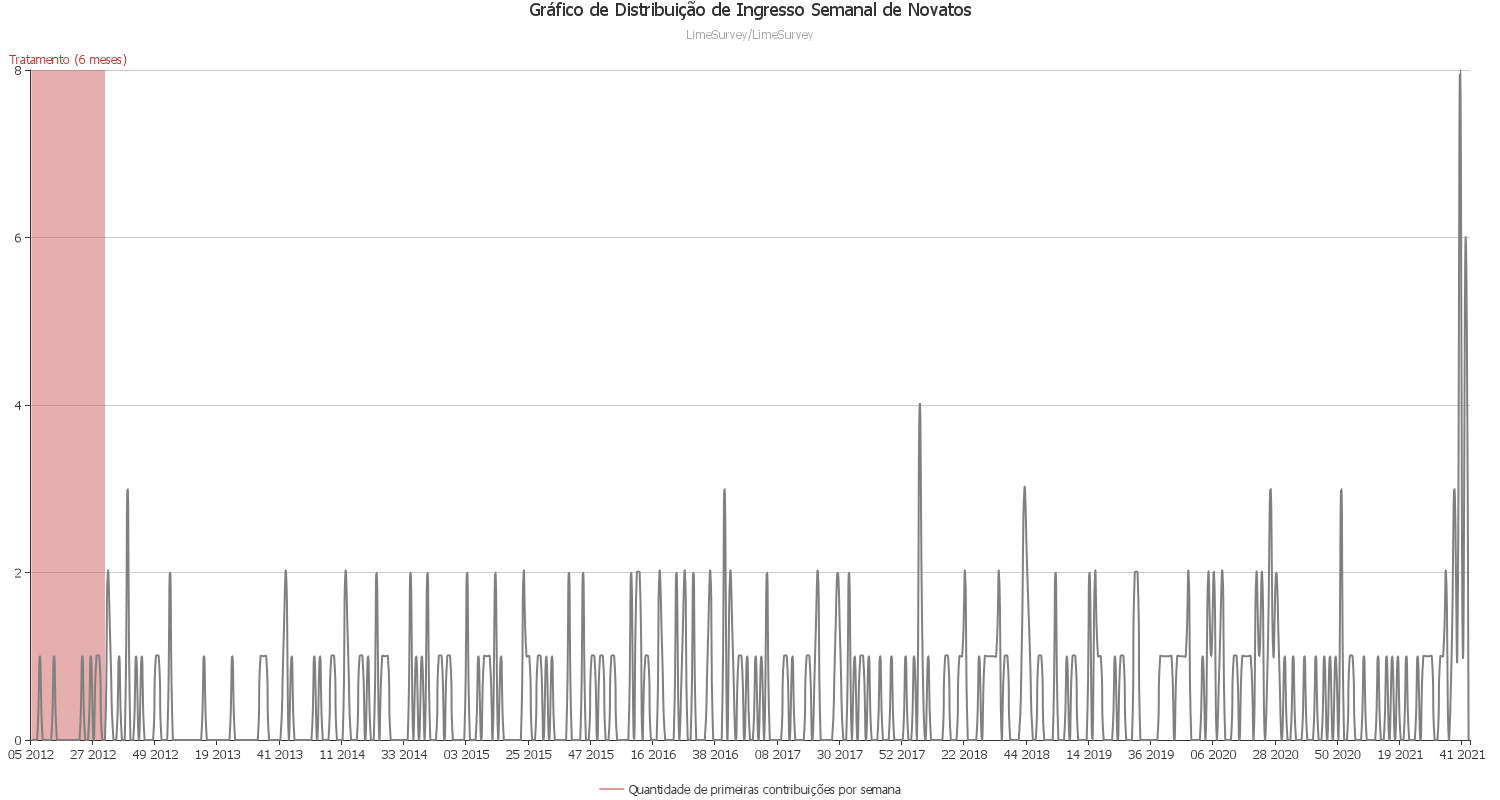 Gráfico de Distribuição de Ingresso Semanal de Novatos
LimeSurvey/LimeSurvey
Tratamento (6 meses)
8
6
4
2
0
05 2012 27 2012 49 2012 19 2013 41 2013 11 2014 33 2014 03 2015 25 2015 47 2015 16 2016 38 2016 08 2017 30 2017 52 2017 22 2018 44 2018 14 2019 36 2019 06 2020 28 2020 50 2020 19 2021 41 2021
Quantidade de primeiras contribuições por semana